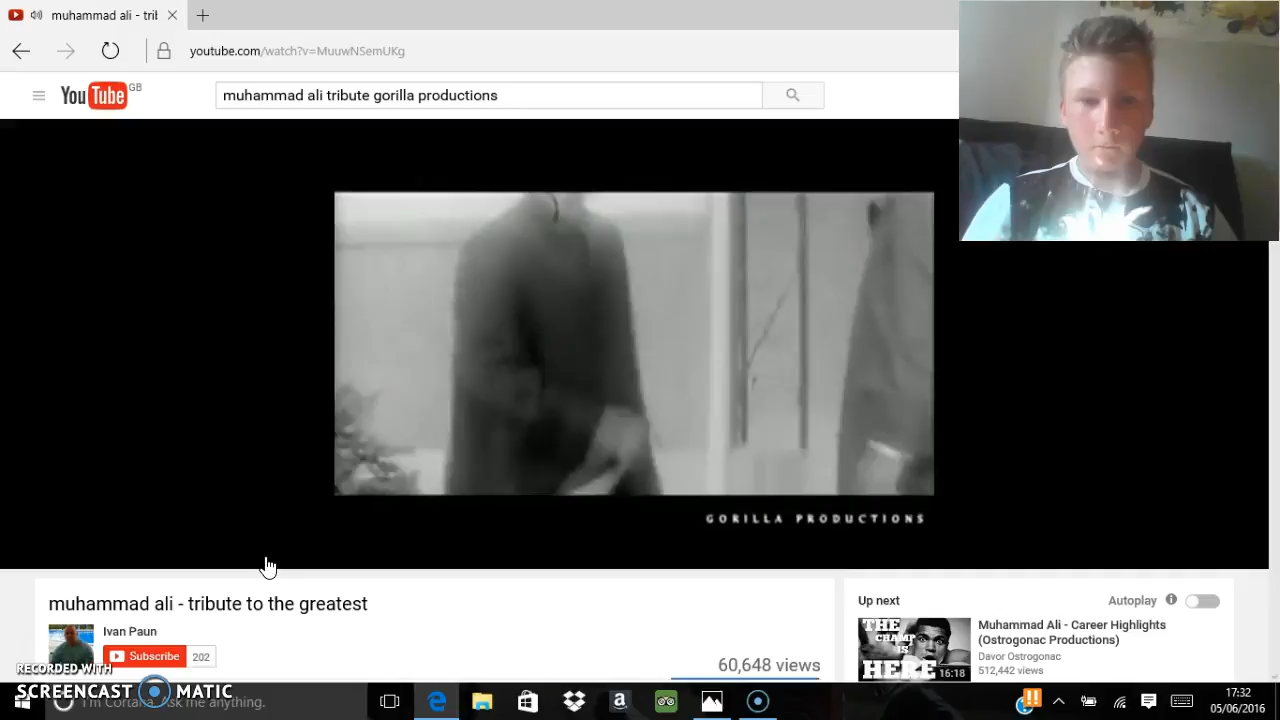 muhammad ali - trib
youtube.com/watch?v=MuuwNSemUKg
YouTube GB
muhammad ali tribute gorilla productions
GORILLA PRODUCTIONS
muhammad ali - tribute to the greatest
Ivan Paun
Subscribe 202
60,648 views
Up next
Autoplay
THE CHAMP IS HERE
16:18
Muhammad Ali - Career Highlights
(Ostrogonac Productions)
Davor Ostrogonac
512,442 views
RECORDED WITH
SCREENCAST MATIC
I'm Cortana. Ask me anything.
17:32
05/06/2016